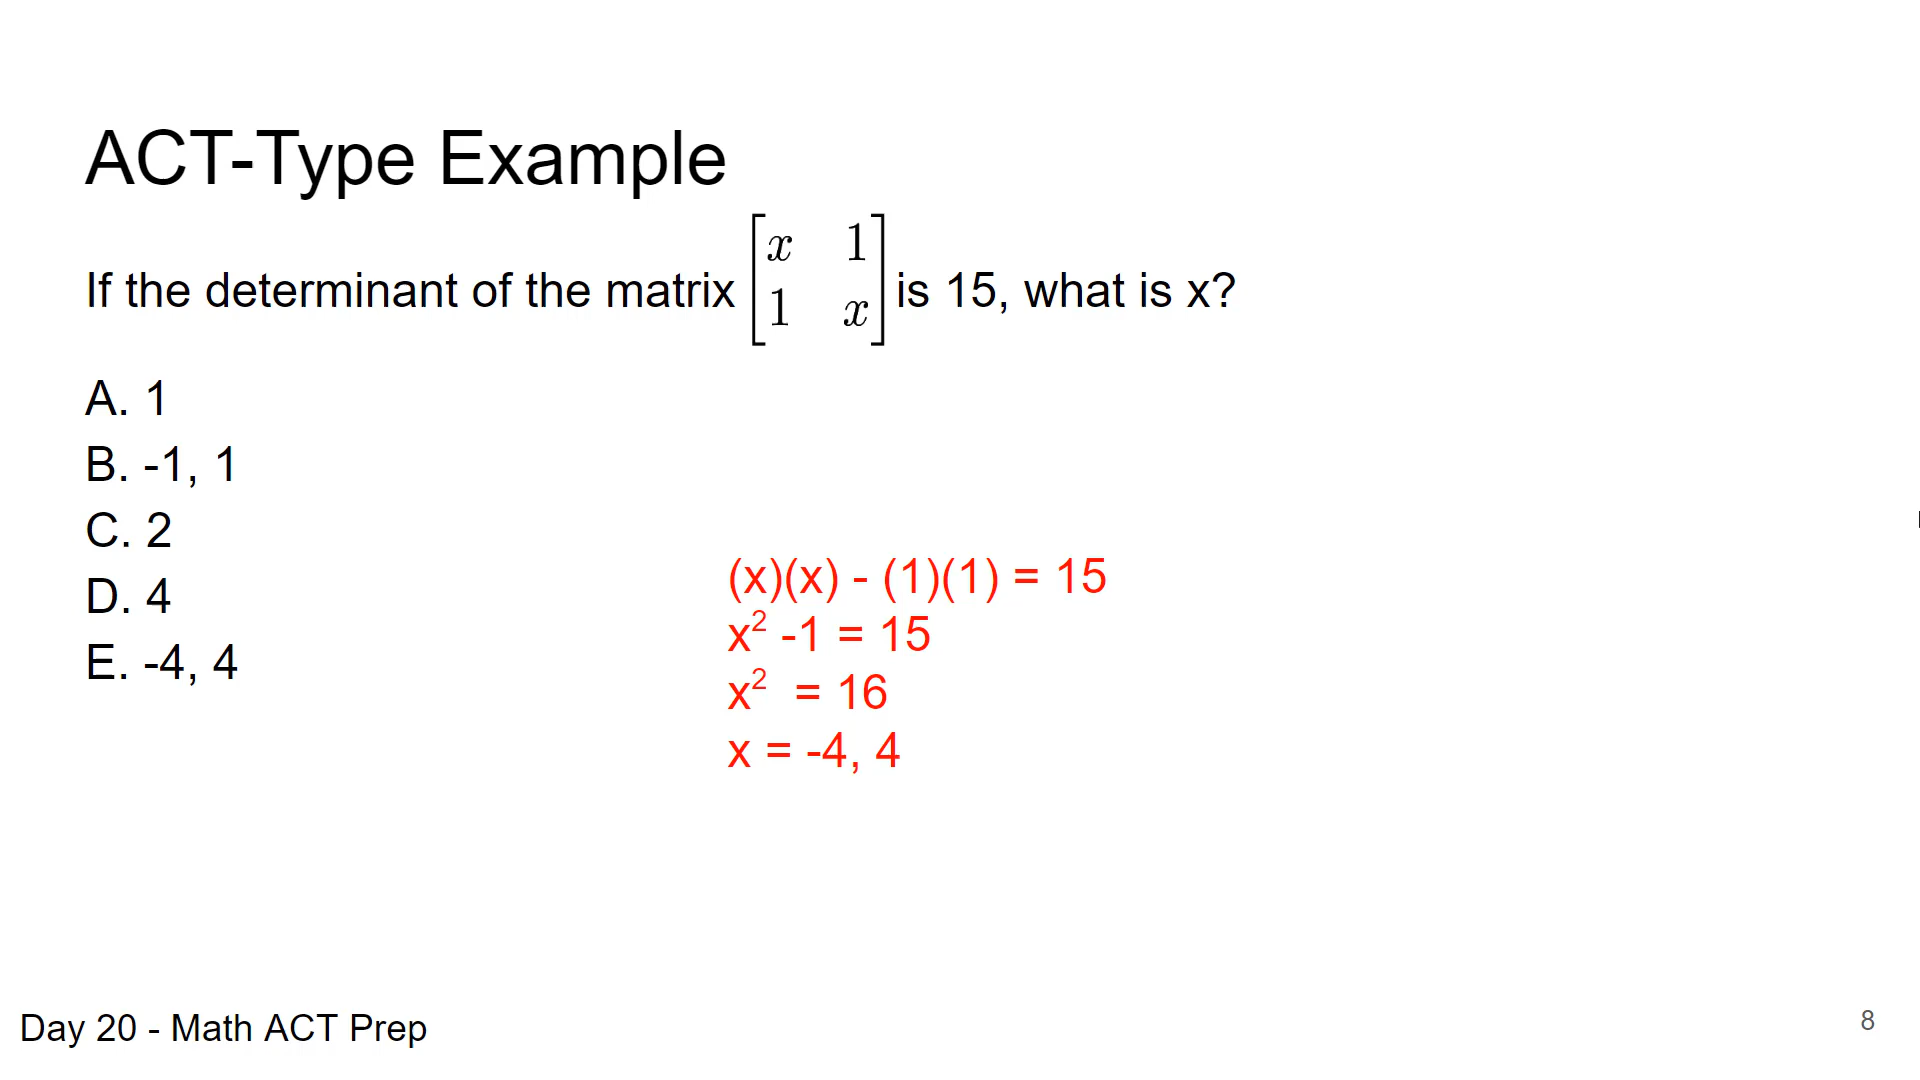 ACT-Type Example
If the determinant of the matrix [x 1
1 x] is 15, what is x?
A. 1
B. -1, 1
C. 2
D. 4
E. -4, 4
(x)(x) - (1)(1) = 15
x² -1 = 15
x² = 16
x = -4, 4
Day 20 - Math ACT Prep
8